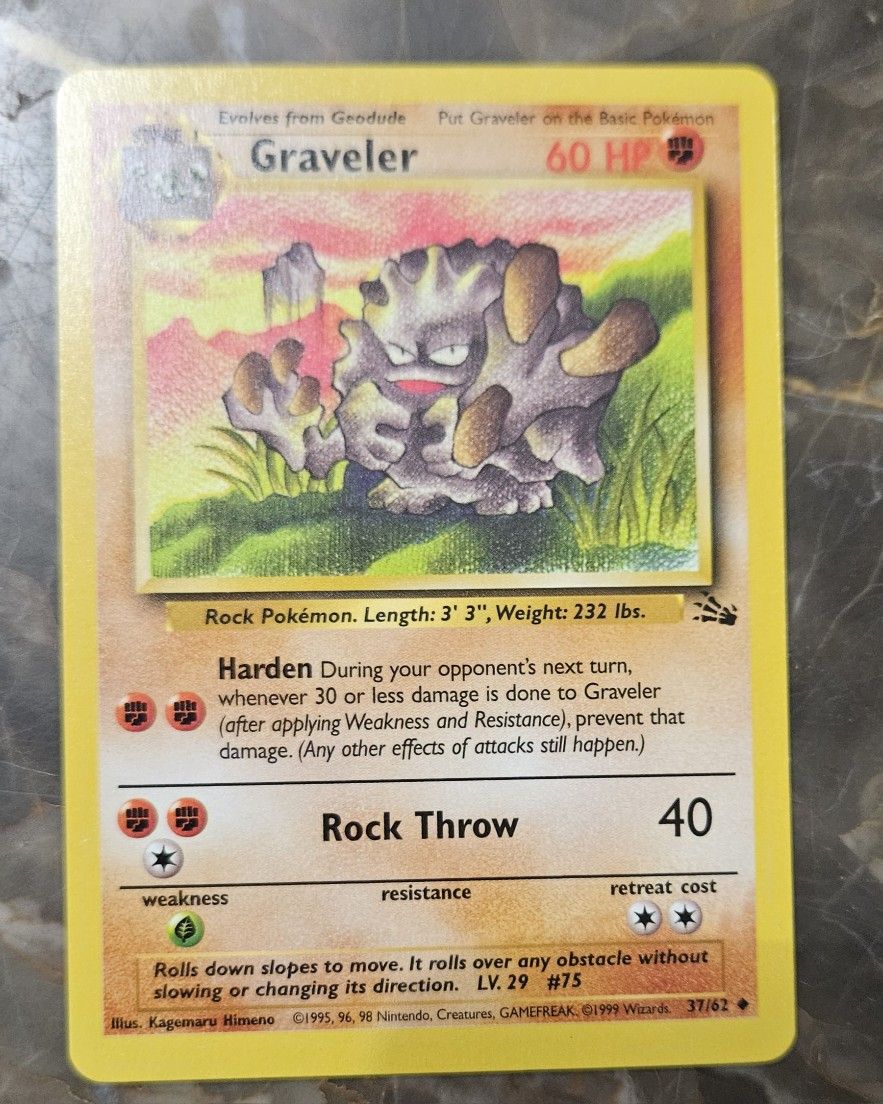 Evolves from Geodude Put Graveler on the Basic Pokémon
Graveler 60 HP
Rock Pokémon. Length: 3' 3", Weight: 232 lbs.
Harden During your opponent's next turn,
whenever 30 or less damage is done to Graveler
(after applying Weakness and Resistance), prevent that
damage. (Any other effects of attacks still happen.)
Rock Throw 40
weakness resistance retreat cost
Rolls down slopes to move. It rolls over any obstacle without
slowing or changing its direction. LV. 29 #75
Illus. Kagemaru Himeno ©1995, 96, 98 Nintendo, Creatures, GAMEFREAK. ©1999 Wizards. 37/62